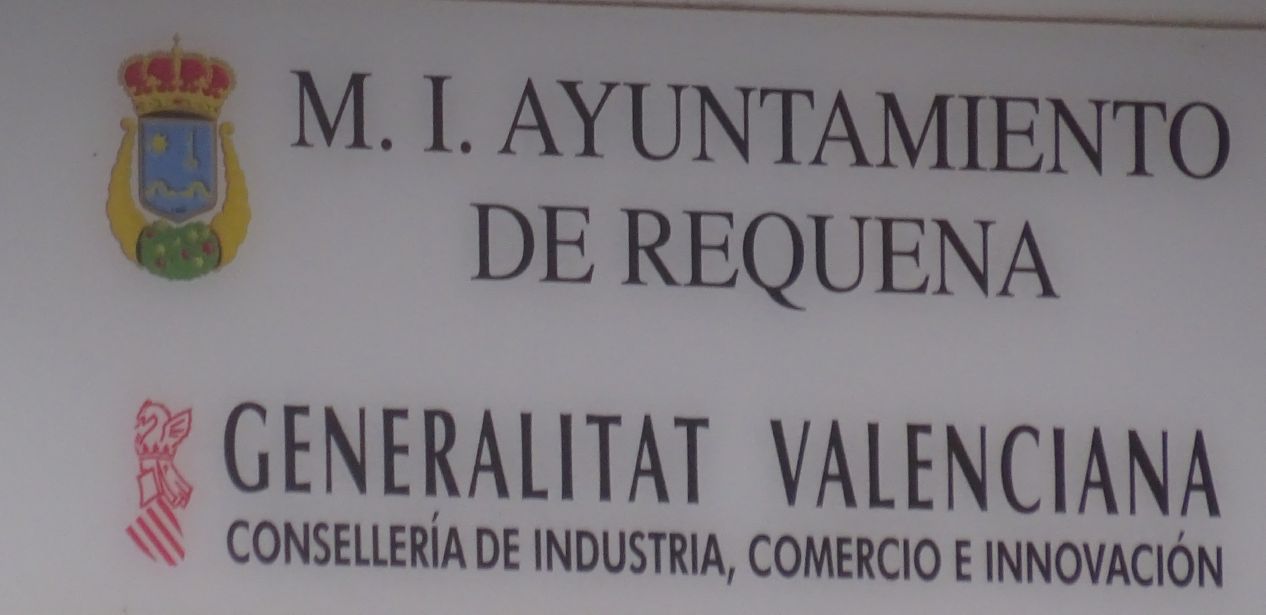 M. I. AYUNTAMIENTO
DE REQUENA
GENERALITAT VALENCIANA
CONSELLERÍA DE INDUSTRIA, COMERCIO E INNOVACIÓN